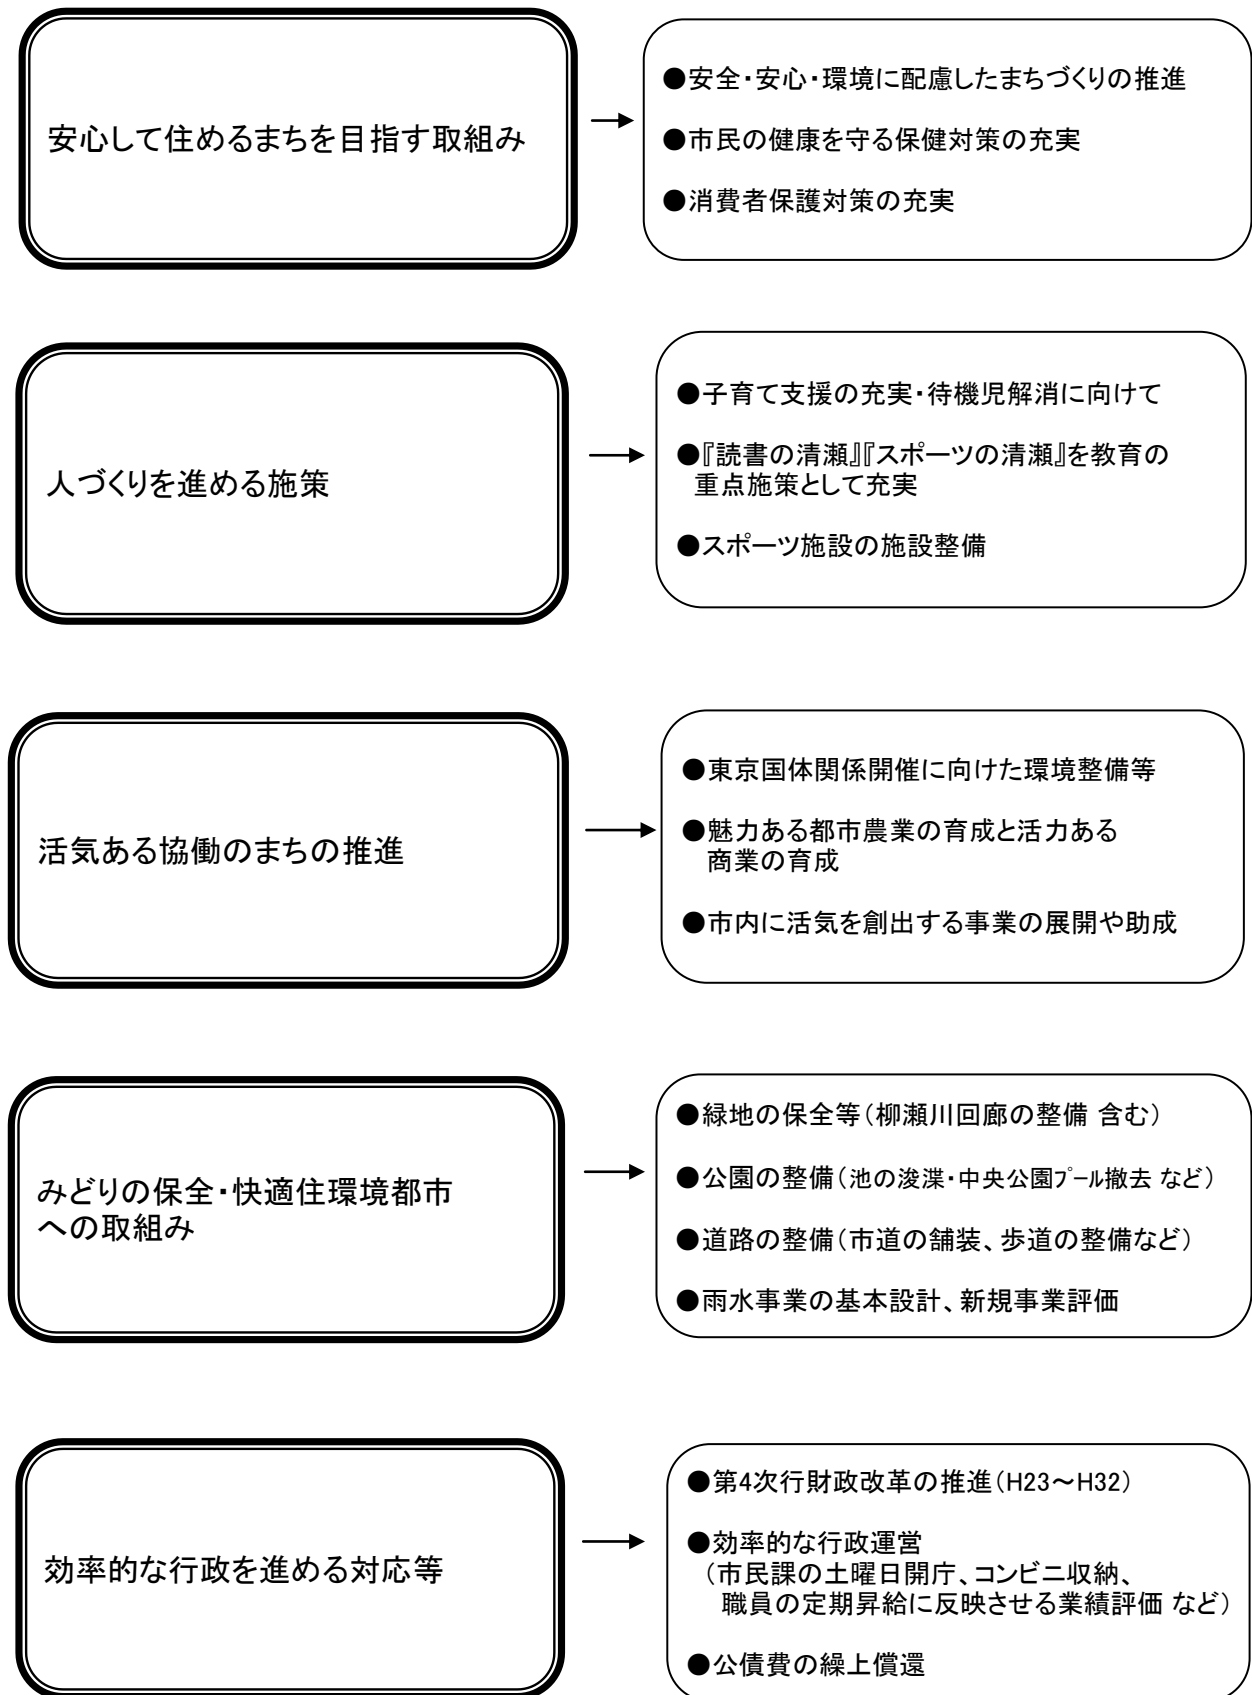 安心して住めるまちを目指す取組み
●安全・安心・環境に配慮したまちづくりの推進
●市民の健康を守る保健対策の充実
●消費者保護対策の充実
人づくりを進める施策
●子育て支援の充実・待機児解消に向けて
●『読書の清瀬』『スポーツの清瀬』を教育の
重点施策として充実
●スポーツ施設の施設整備
活気ある協働のまちの推進
●東京国体関係開催に向けた環境整備等
●魅力ある都市農業の育成と活力ある
商業の育成
●市内に活気を創出する事業の展開や助成
みどりの保全・快適住環境都市
への取組み
●緑地の保全等（柳瀬川回廊の整備 含む）
●公園の整備（池の浚渫・中央公園ﾌﾟｰﾙ撤去 など）
●道路の整備（市道の舗装、歩道の整備など）
●雨水事業の基本設計、新規事業評価
効率的な行政を進める対応等
●第4次行財政改革の推進（H23～H32）
●効率的な行政運営
（市民課の土曜日開庁、コンビニ収納、
職員の定期昇給に反映させる業績評価 など）
●公債費の繰上償還